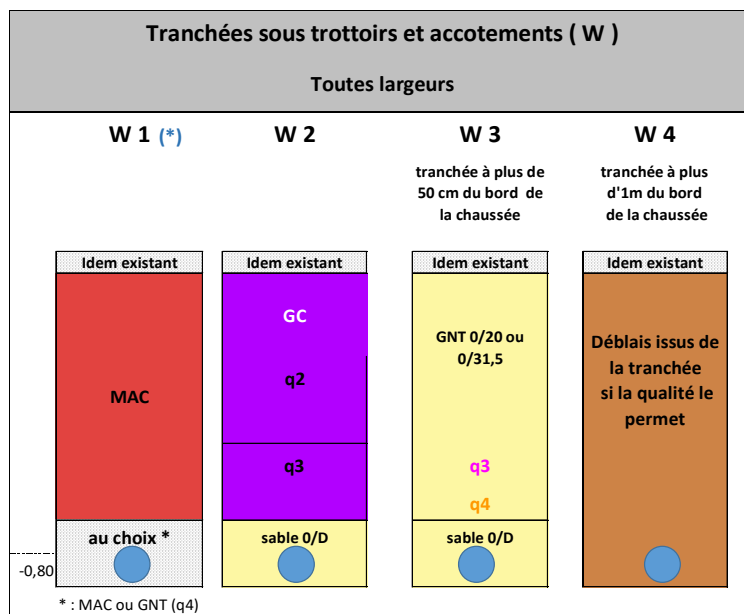 Tranchées sous trottoirs et accotements ( W )
Toutes largeurs
W 1 (*)
W 2
W 3
W 4
tranchée à plus de
50 cm du bord de
la chaussée
tranchée à plus
d'1m du bord
de la chaussée
Idem existant
Idem existant
Idem existant
Idem existant
MAC
GC
q2
q3
GNT 0/20 ou
0/31,5
q3
q4
Déblais issus de
la tranchée
si la qualité le
permet
au choix *
sable 0/D
sable 0/D
-0,80
* : MAC ou GNT (q4)